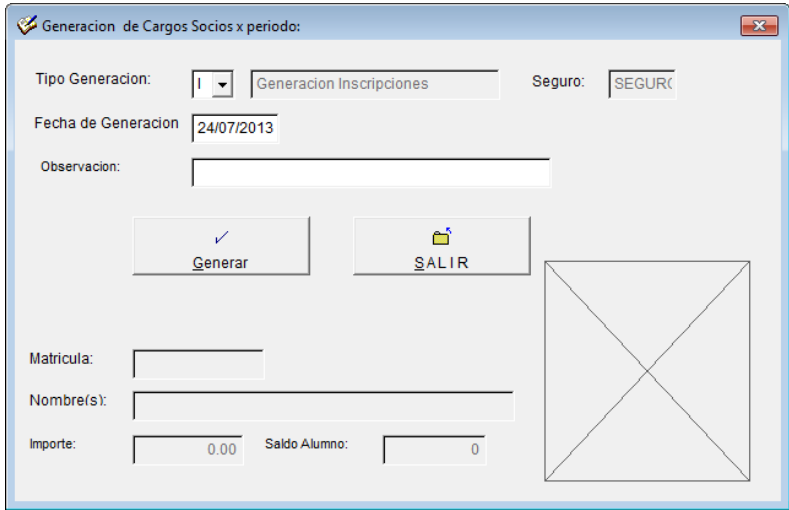 Generacion de Cargos Socios x periodo:
Tipo Generacion: I Generacion Inscripciones Seguro: SEGURO
Fecha de Generacion 24/07/2013
Observacion:
Generar SALIR
Matricula:
Nombre(s):
Importe: 0.00 Saldo Alumno: 0